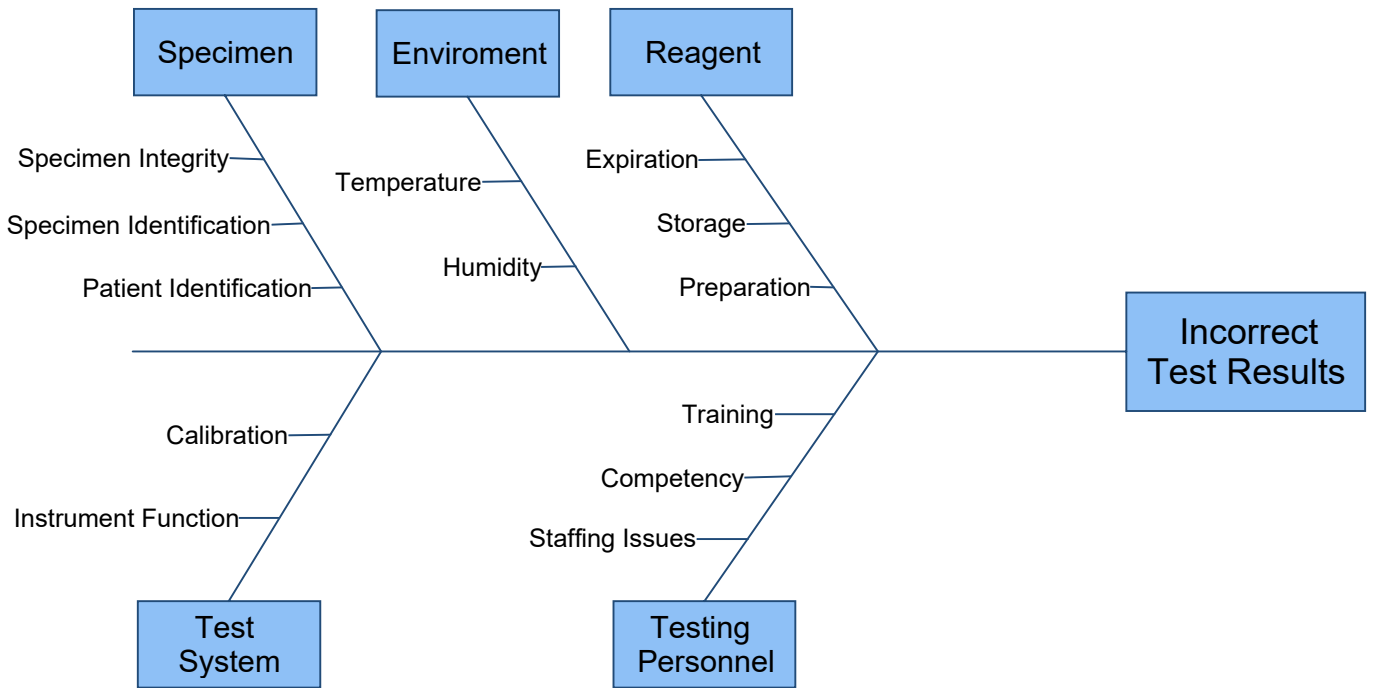 Specimen
Enviroment
Reagent
Specimen Integrity
Expiration
Temperature
Specimen Identification
Storage
Humidity
Patient Identification
Preparation
Incorrect
Test Results
Training
Calibration
Competency
Instrument Function
Staffing Issues
Test
System
Testing
Personnel